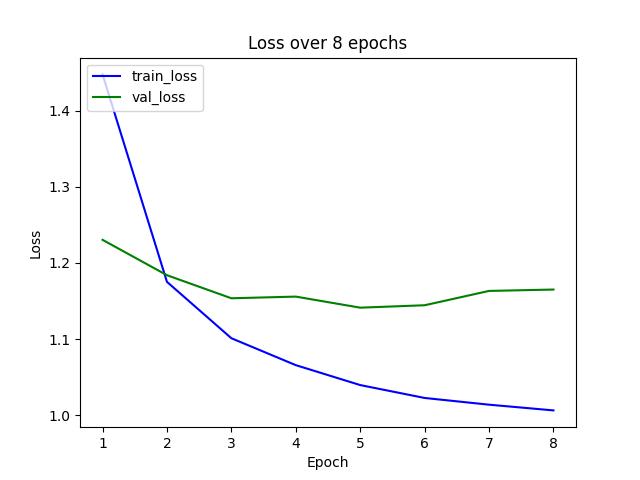 Loss over 8 epochs
train_loss
val_loss
1.4
1.3
1.2
1.1
1.0
Loss
1 2 3 4 5 6 7 8
Epoch